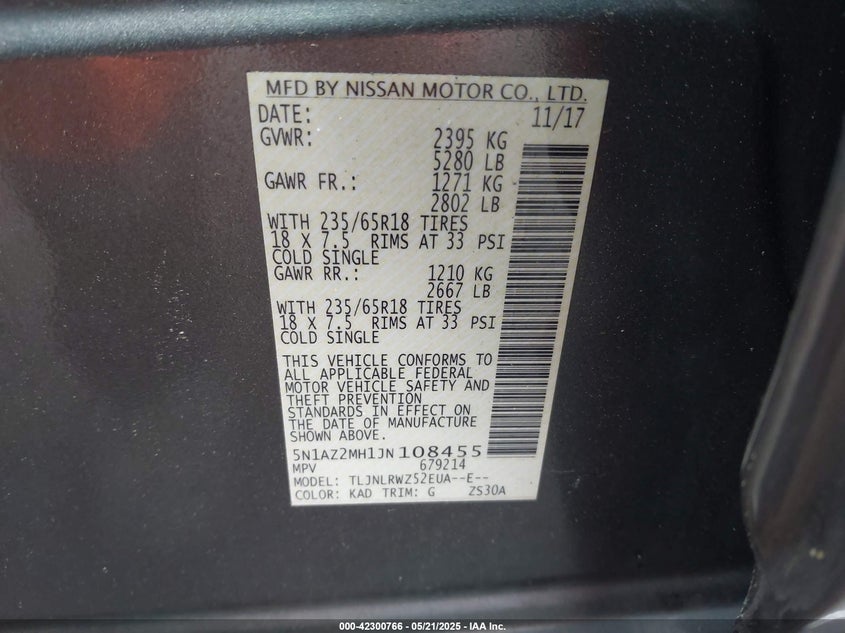 MFD BY NISSAN MOTOR CO., LTD.
DATE: 11/17
GVWR: 2395 KG
5280 LB
GAWR FR.: 1271 KG
2802 LB
WITH 235/65R18 TIRES
18 X 7.5 RIMS AT 33 PSI
COLD SINGLE
GAWR RR.: 1210 KG
2667 LB
WITH 235/65R18 TIRES
18 X 7.5 RIMS AT 33 PSI
COLD SINGLE
THIS VEHICLE CONFORMS TO
ALL APPLICABLE FEDERAL
MOTOR VEHICLE SAFETY AND
THEFT PREVENTION
STANDARDS IN EFFECT ON
THE DATE OF MANUFACTURE
SHOWN ABOVE.
5N1AZ2MH1JN108455
MPV 679214
MODEL: TLJNLRWZ52EUA--E--
COLOR: KAD TRIM: G ZS30A
000-42300766 - 05/21/2025 - IAA Inc.